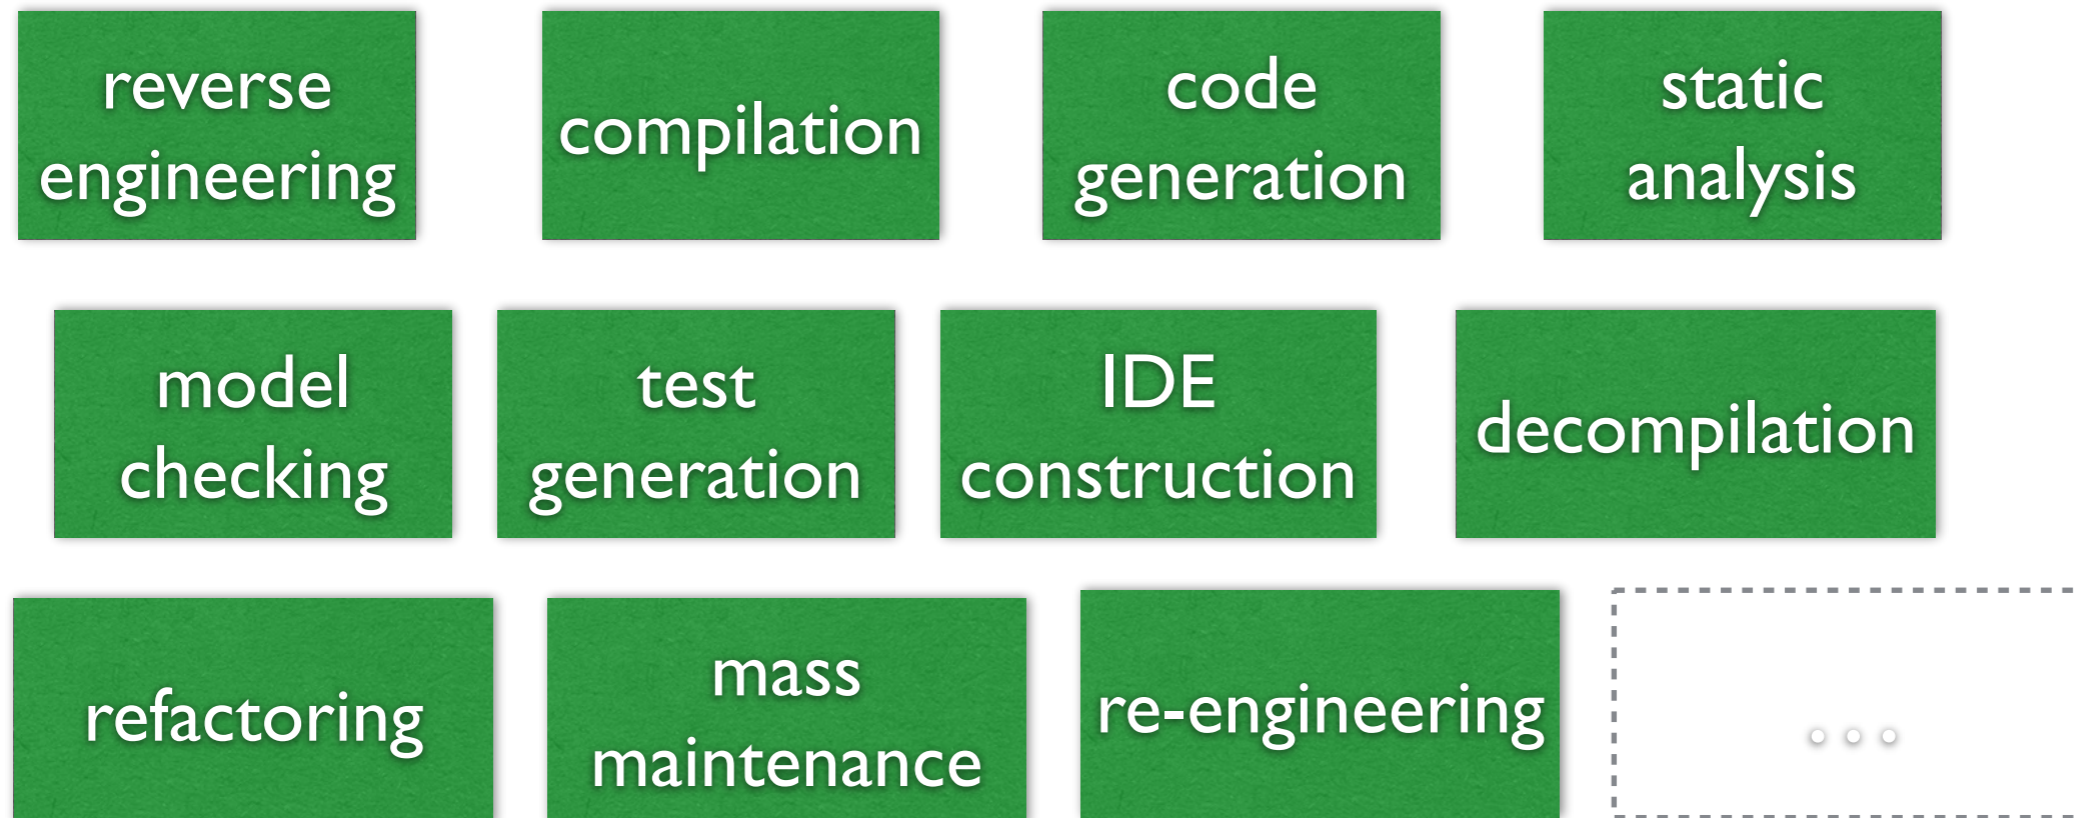 reverse
engineering
compilation
code
generation
static
analysis
model
checking
test
generation
IDE
construction
decompilation
refactoring
mass
maintenance
re-engineering
...